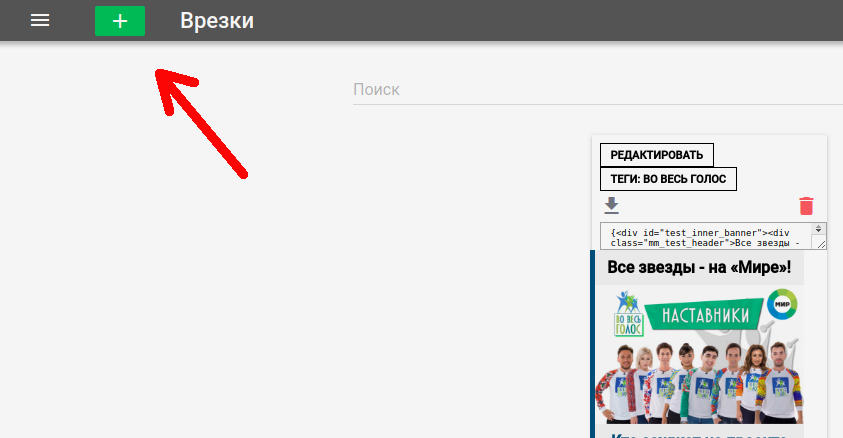 + Врезки
Поиск
РЕДАКТИРОВАТЬ
ТЕГИ: ВО ВЕСЬ ГОЛОС
{<div id="test_inner_banner"><div
class="mm_test_header">Все звезды -
Все звезды - на «Мире»!
ВО ВЕСЬ
ГОЛОС
НАСТАВНИКИ
МИР